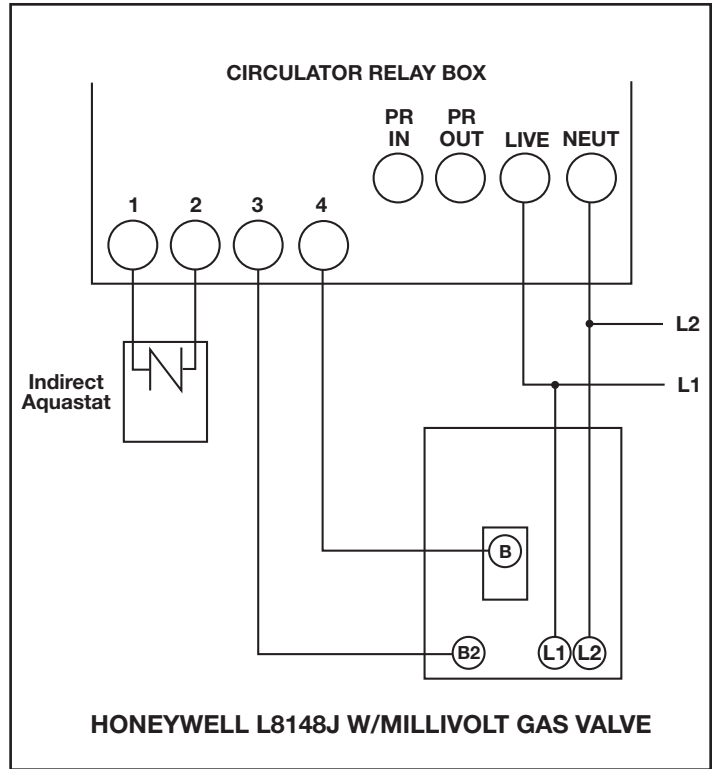 CIRCULATOR RELAY BOX
PR IN
PR OUT
LIVE
NEUT
1
2
3
4
L2
Indirect
Aquastat
L1
B
B2
L1
L2
HONEYWELL L8148J W/MILLIVOLT GAS VALVE